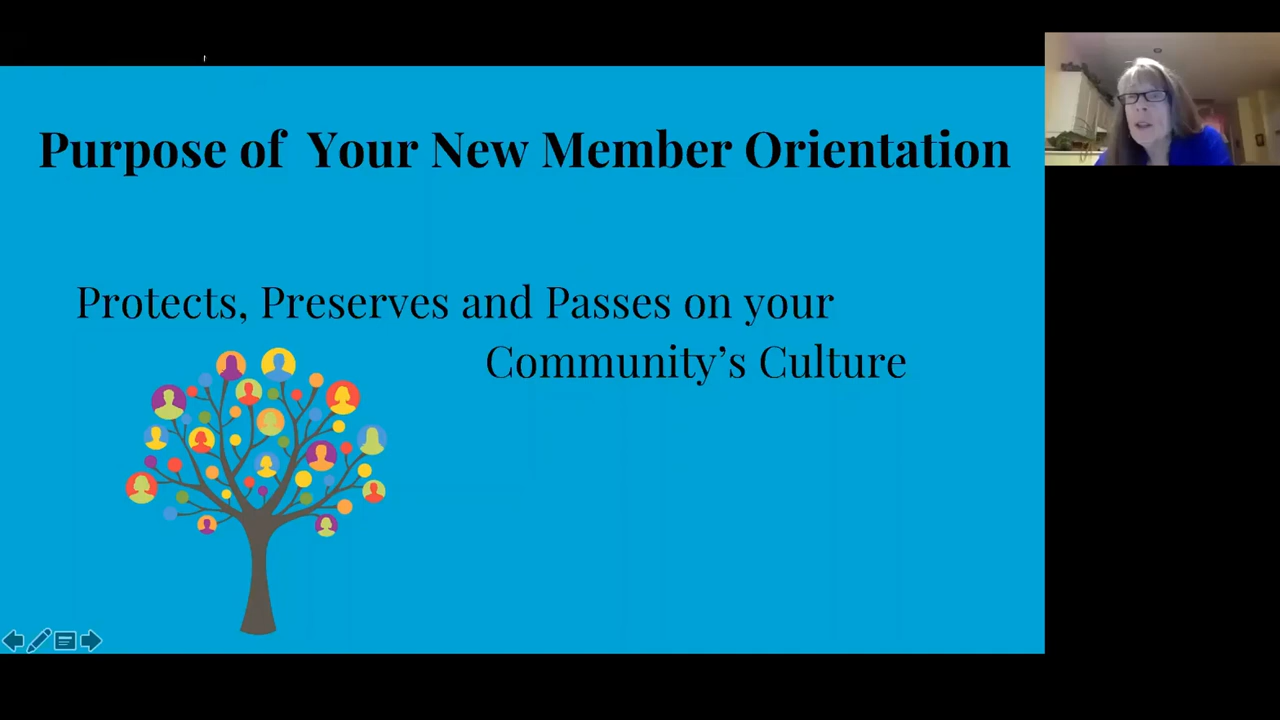 Purpose of Your New Member Orientation
Protects, Preserves and Passes on your
Community’s Culture